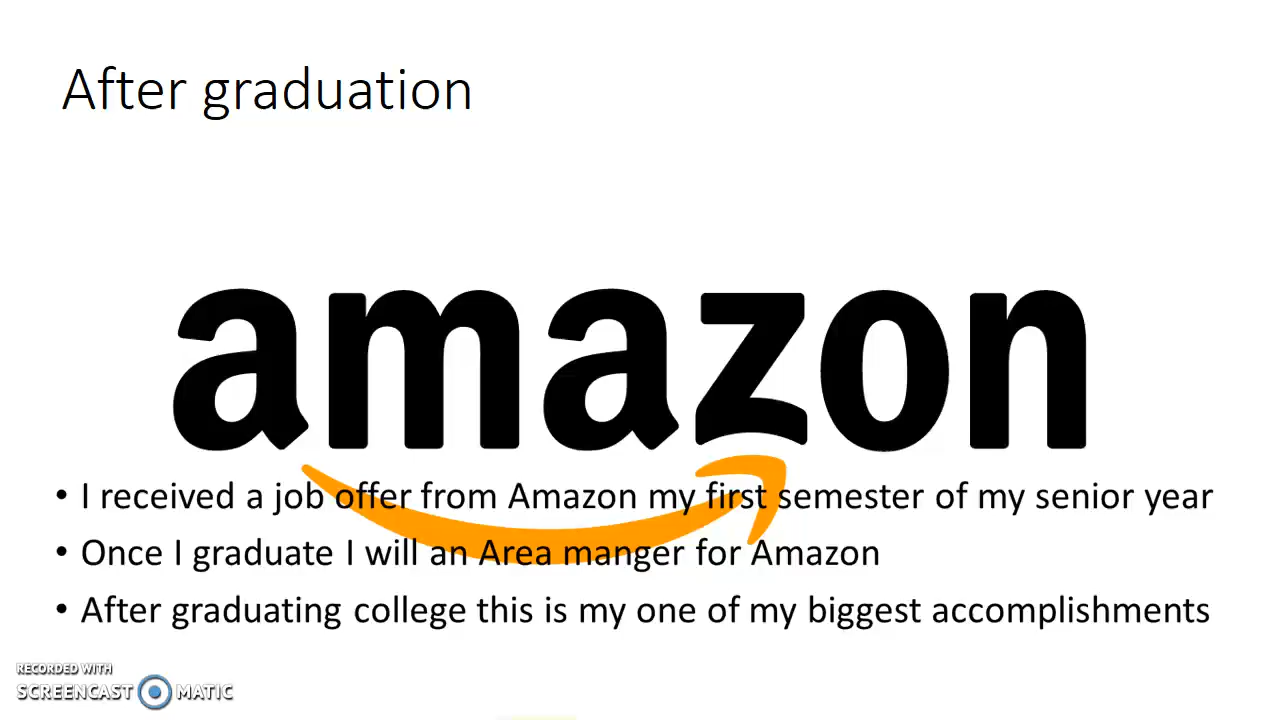 After graduation
amazon
• I received a job offer from Amazon my first semester of my senior year
• Once I graduate I will an Area manger for Amazon
• After graduating college this is my one of my biggest accomplishments
RECORDED WITH
SCREENCAST MATIC